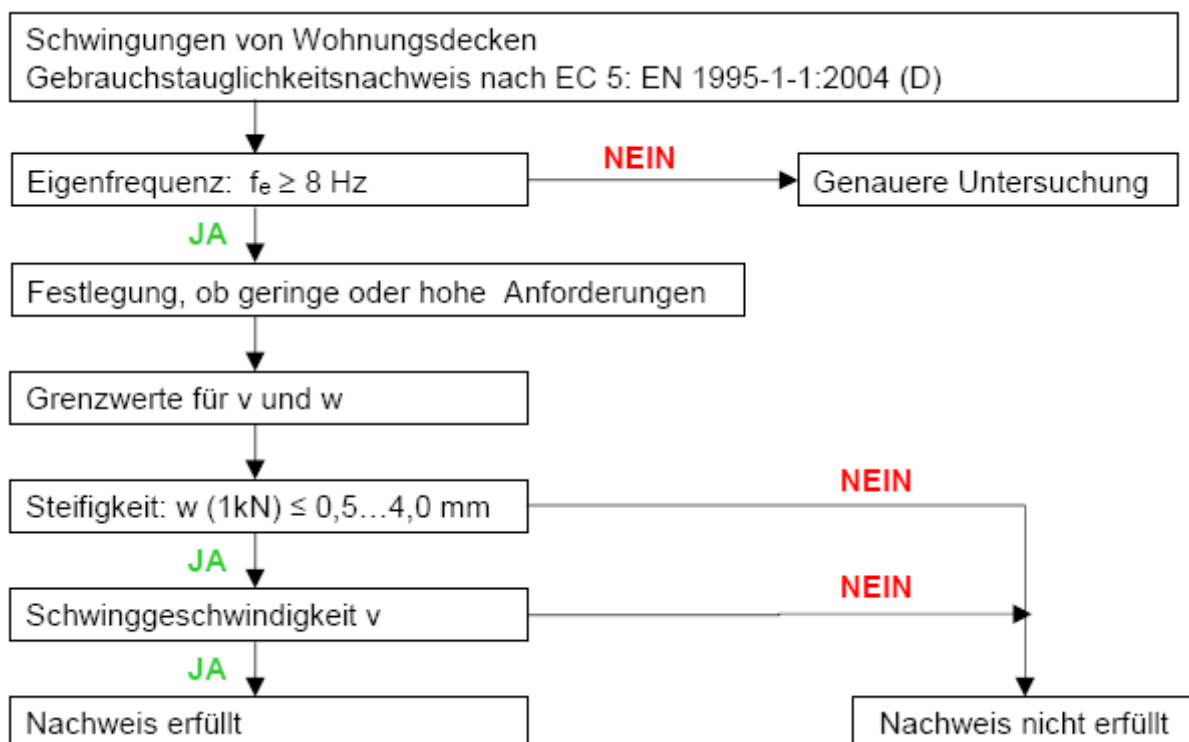 Schwingungen von Wohnungsdecken
Gebrauchstauglichkeitsnachweis nach EC 5: EN 1995-1-1:2004 (D)
Eigenfrequenz: fₑ ≥ 8 Hz
NEIN
Genauere Untersuchung
JA
Festlegung, ob geringe oder hohe Anforderungen
Grenzwerte für v und w
Steifigkeit: w (1kN) ≤ 0,5…4,0 mm
NEIN
JA
Schwinggeschwindigkeit v
NEIN
JA
Nachweis erfüllt
Nachweis nicht erfüllt